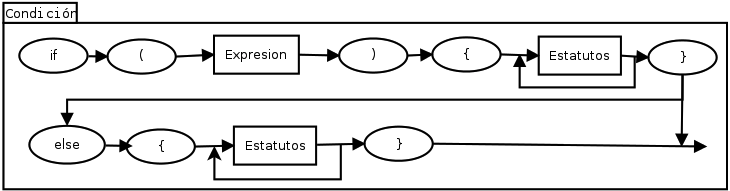 Condición
if ( Expresion ) { Estatutos }
else { Estatutos }